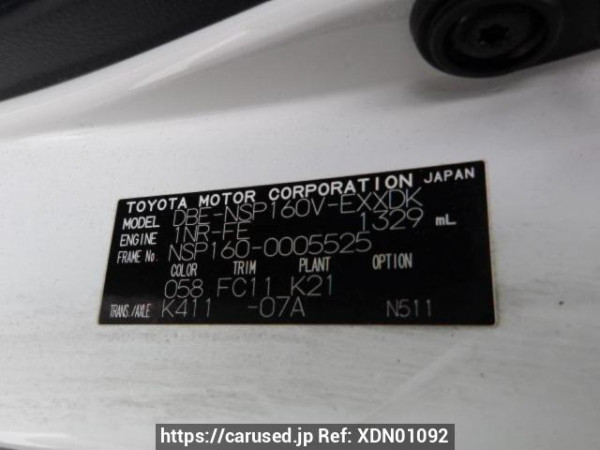 TOYOTA MOTOR CORPORATION JAPAN
MODEL DBE-NSP160V-EXXDK
ENGINE 1NR-FE 1329 mL
FRAME No. NSP160-0005525
COLOR TRIM PLANT OPTION
058 FC11 K21
TRANS./AXLE K411 -07A N511
https://carused.jp Ref: XDN01092